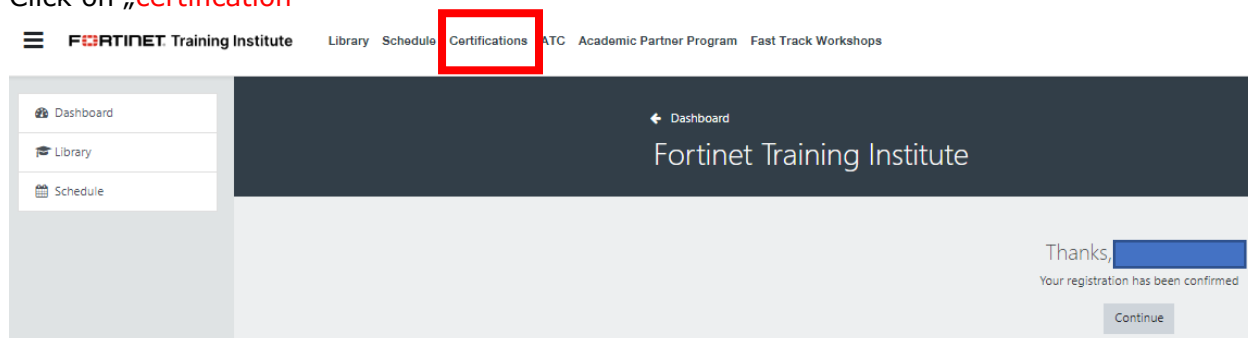 Click on „certification
FORTINET Training Institute Library Schedule Certifications ATC Academic Partner Program Fast Track Workshops
Dashboard
Library
Schedule
Dashboard
Fortinet Training Institute
Thanks,
Your registration has been confirmed
Continue